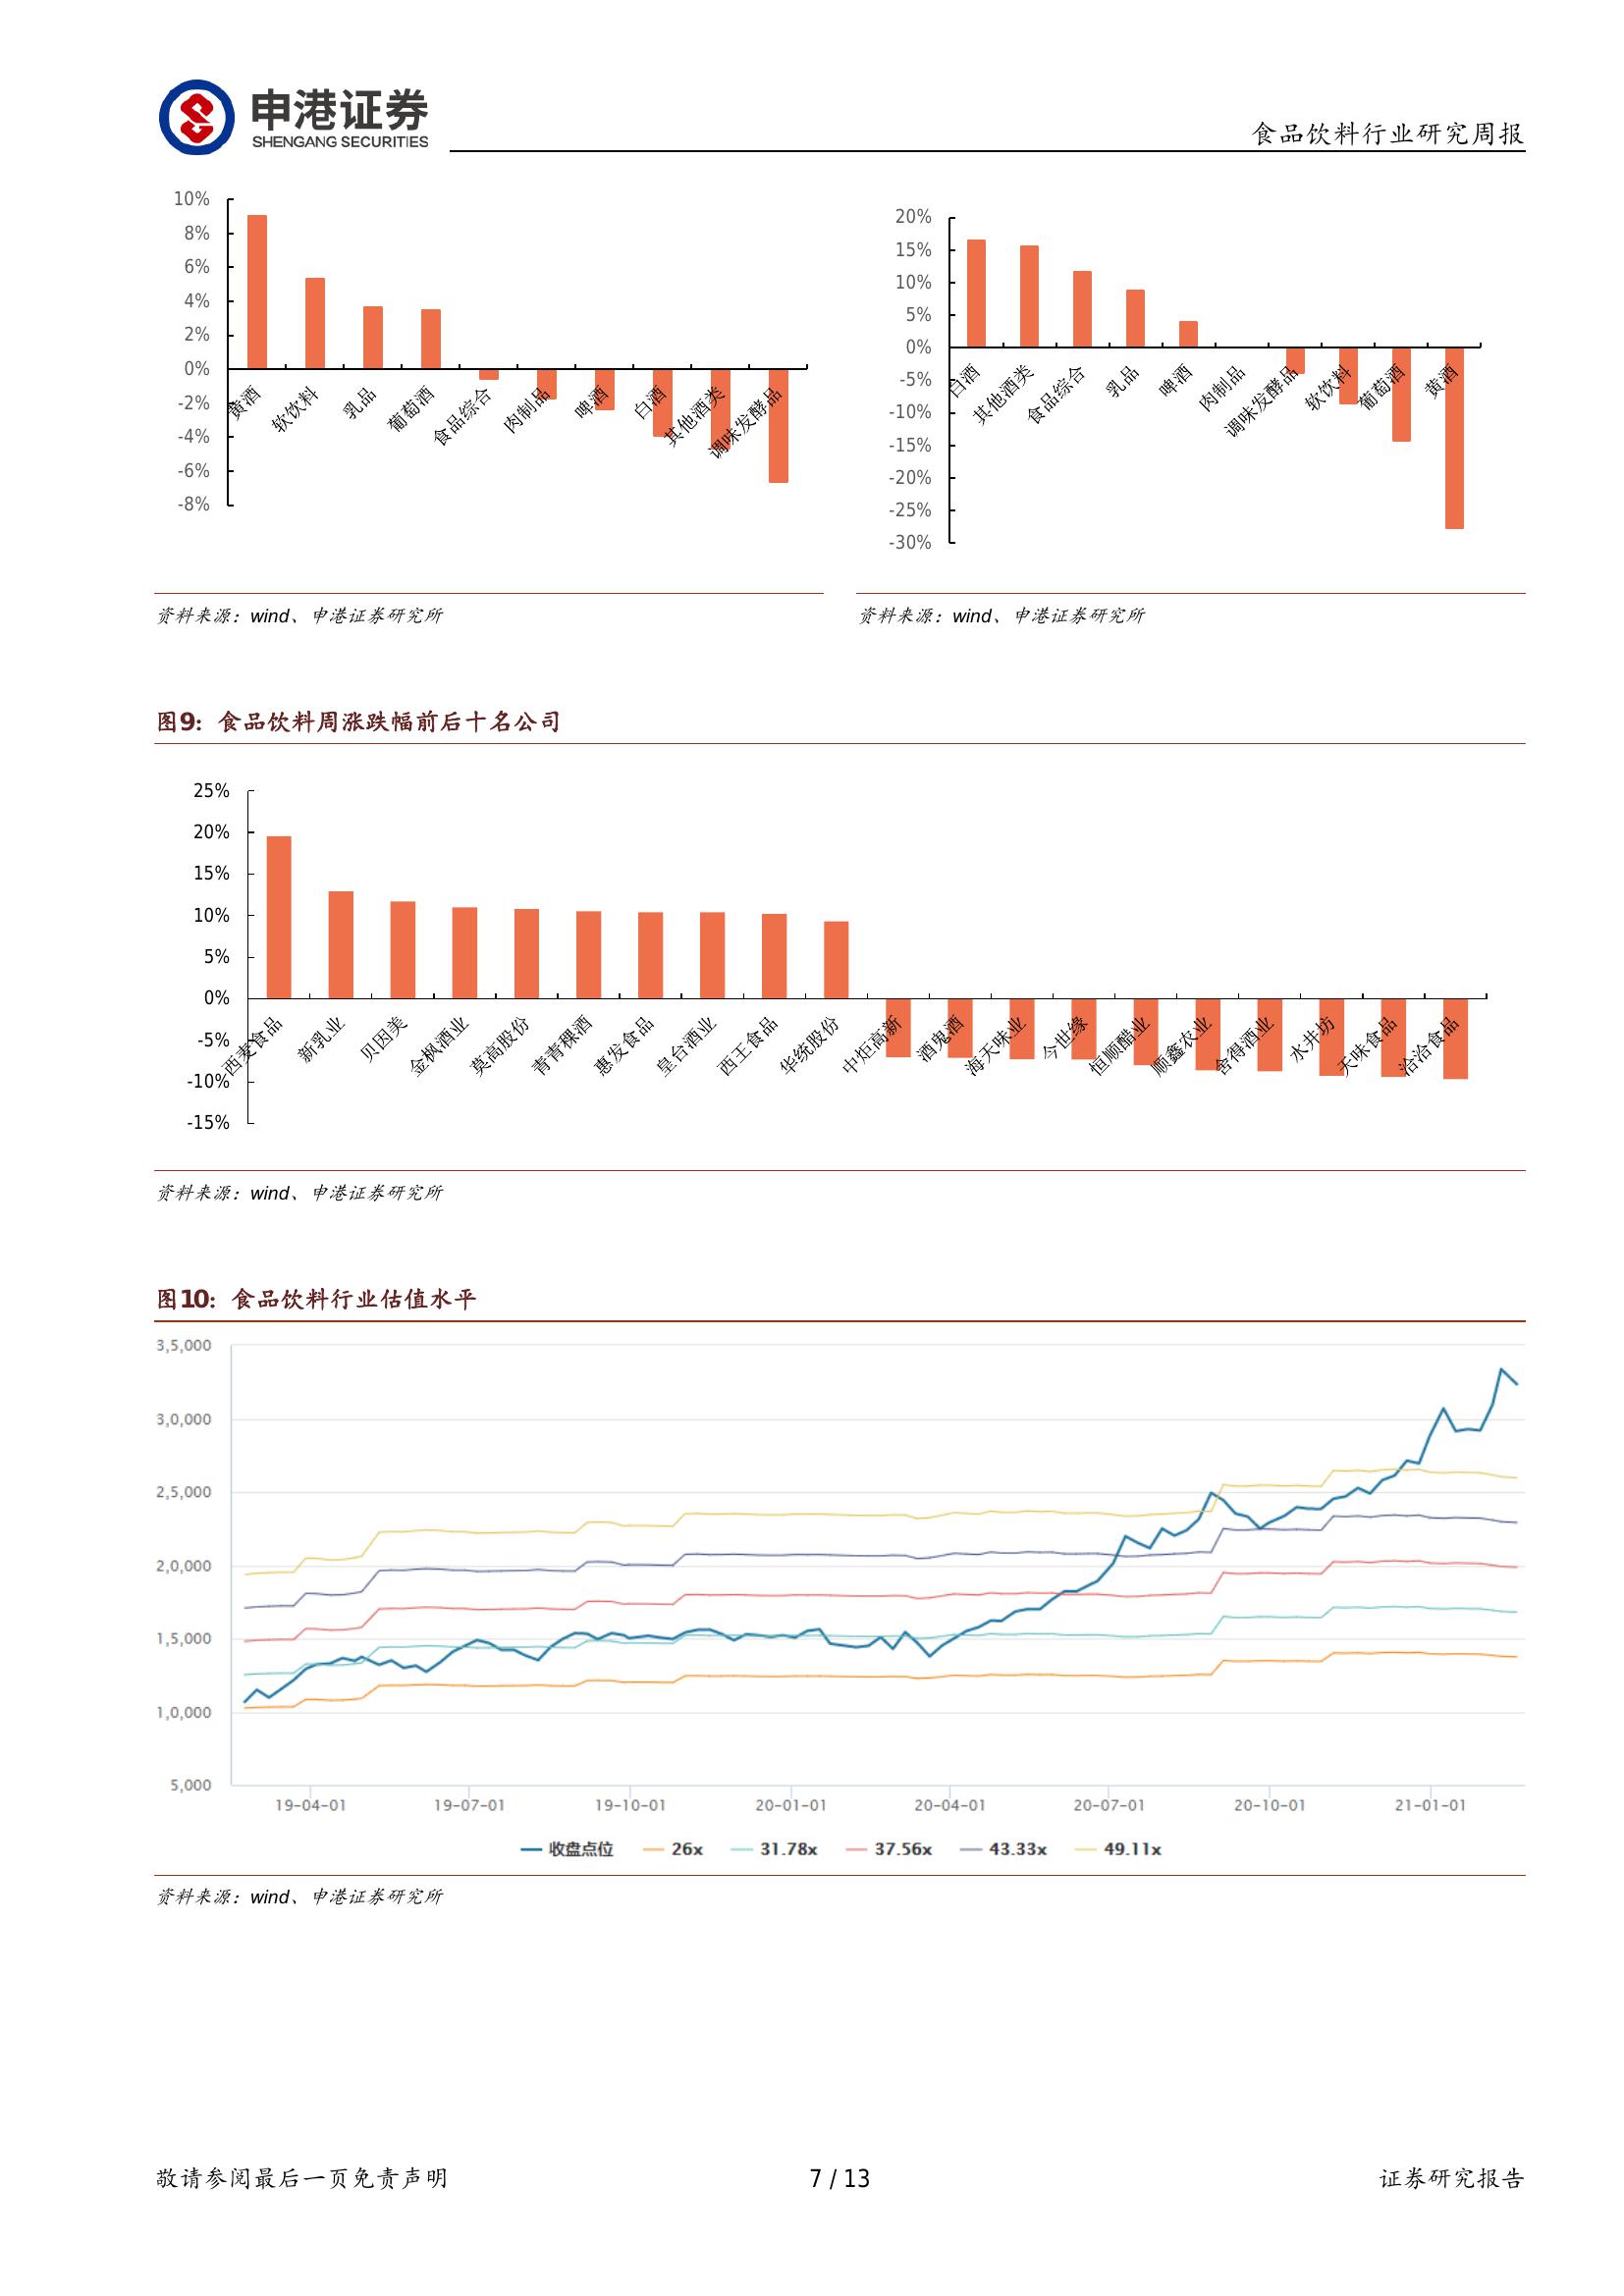 申港证券
SHENGANG SECURITIES
食品饮料行业研究周报
10%
8%
6%
4%
2%
0%
-2%
-4%
-6%
-8%
黄酒
软饮料
乳品
葡萄酒
食品综合
肉制品
啤酒
白酒
其他酒类
调味发酵品
20%
15%
10%
5%
0%
-5%
-10%
-15%
-20%
-25%
-30%
白酒
其他酒类
食品综合
乳品
啤酒
肉制品
调味发酵品
软饮料
葡萄酒
黄酒
资料来源：wind、申港证券研究所
资料来源：wind、申港证券研究所
图9：食品饮料周涨跌幅前后十名公司
25%
20%
15%
10%
5%
0%
-5%
-10%
-15%
西麦食品
新乳业
贝因美
金枫酒业
莫高股份
青青稞酒
惠发食品
皇台酒业
西王食品
华统股份
中炬高新
酒鬼酒
海天味业
今世缘
恒顺醋业
顺鑫农业
舍得酒业
水井坊
天味食品
洽洽食品
资料来源：wind、申港证券研究所
图10：食品饮料行业估值水平
3,5,000
3,0,000
2,5,000
2,0,000
1,5,000
1,0,000
5,000
19-04-01
19-07-01
19-10-01
20-01-01
20-04-01
20-07-01
20-10-01
21-01-01
收盘点位
26x
31.78x
37.56x
43.33x
49.11x
资料来源：wind、申港证券研究所
敬请参阅最后一页免责声明
7 / 13
证券研究报告